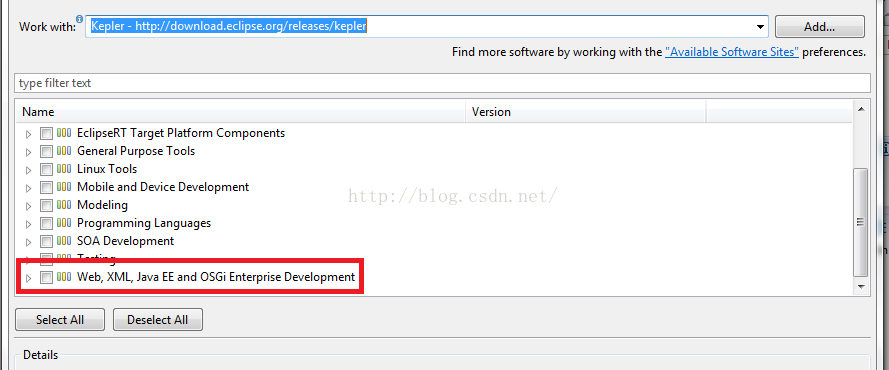 Work with:
Kepler - http://download.eclipse.org/releases/kepler
Add...
Find more software by working with the "Available Software Sites" preferences.
type filter text
Name
Version
EclipseRT Target Platform Components
General Purpose Tools
Linux Tools
Mobile and Device Development
Modeling
http://blog.csdn.net/
Programming Languages
SOA Development
Testing
Web, XML, Java EE and OSGi Enterprise Development
Select All
Deselect All
Details